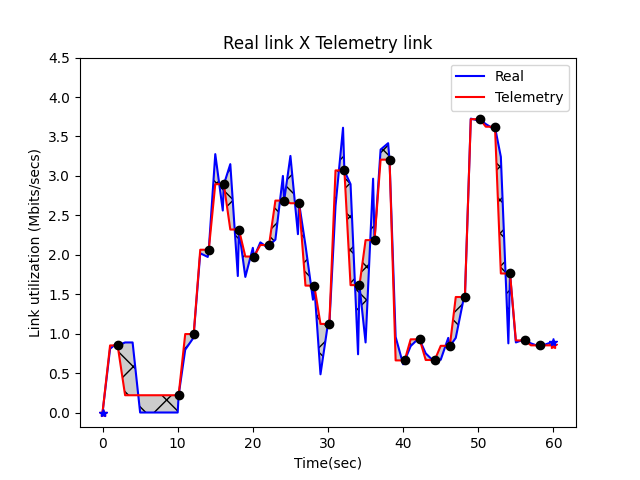 Real link X Telemetry link
Real
Telemetry
Link utilization (Mbits/secs)
4.5
4.0
3.5
3.0
2.5
2.0
1.5
1.0
0.5
0.0
0 10 20 30 40 50 60
Time(sec)